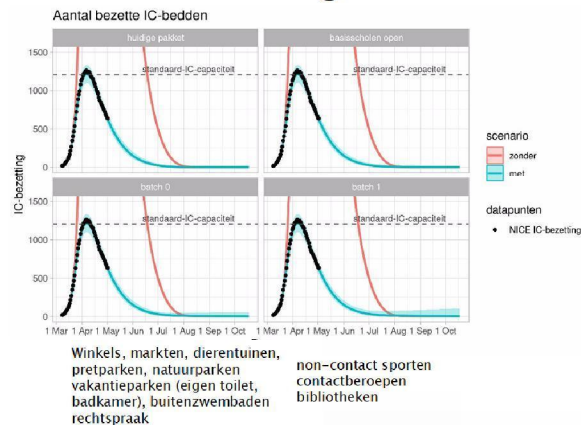 Aantal bezette IC-bedden
huidige pakket
basisscholen open
1500
standaard-IC-capaciteit
standaard-IC-capaciteit
1000
500
0
IC-bezetting
batch 0
batch 1
1500
standaard-IC-capaciteit
standaard-IC-capaciteit
1000
500
0
1 Mar 1 Apr 1 May 1 Jun 1 Jul 1 Aug 1 Sep 1 Oct
1 Mar 1 Apr 1 May 1 Jun 1 Jul 1 Aug 1 Sep 1 Oct
scenario
zonder
met
datapunten
NICE IC-bezetting
Winkels, markten, dierentuinen,
pretparken, natuurparken
vakantieparken (eigen toilet,
badkamer), buitenzwembaden
rechtspraak
non-contact sporten
contactberoepen
bibliotheken